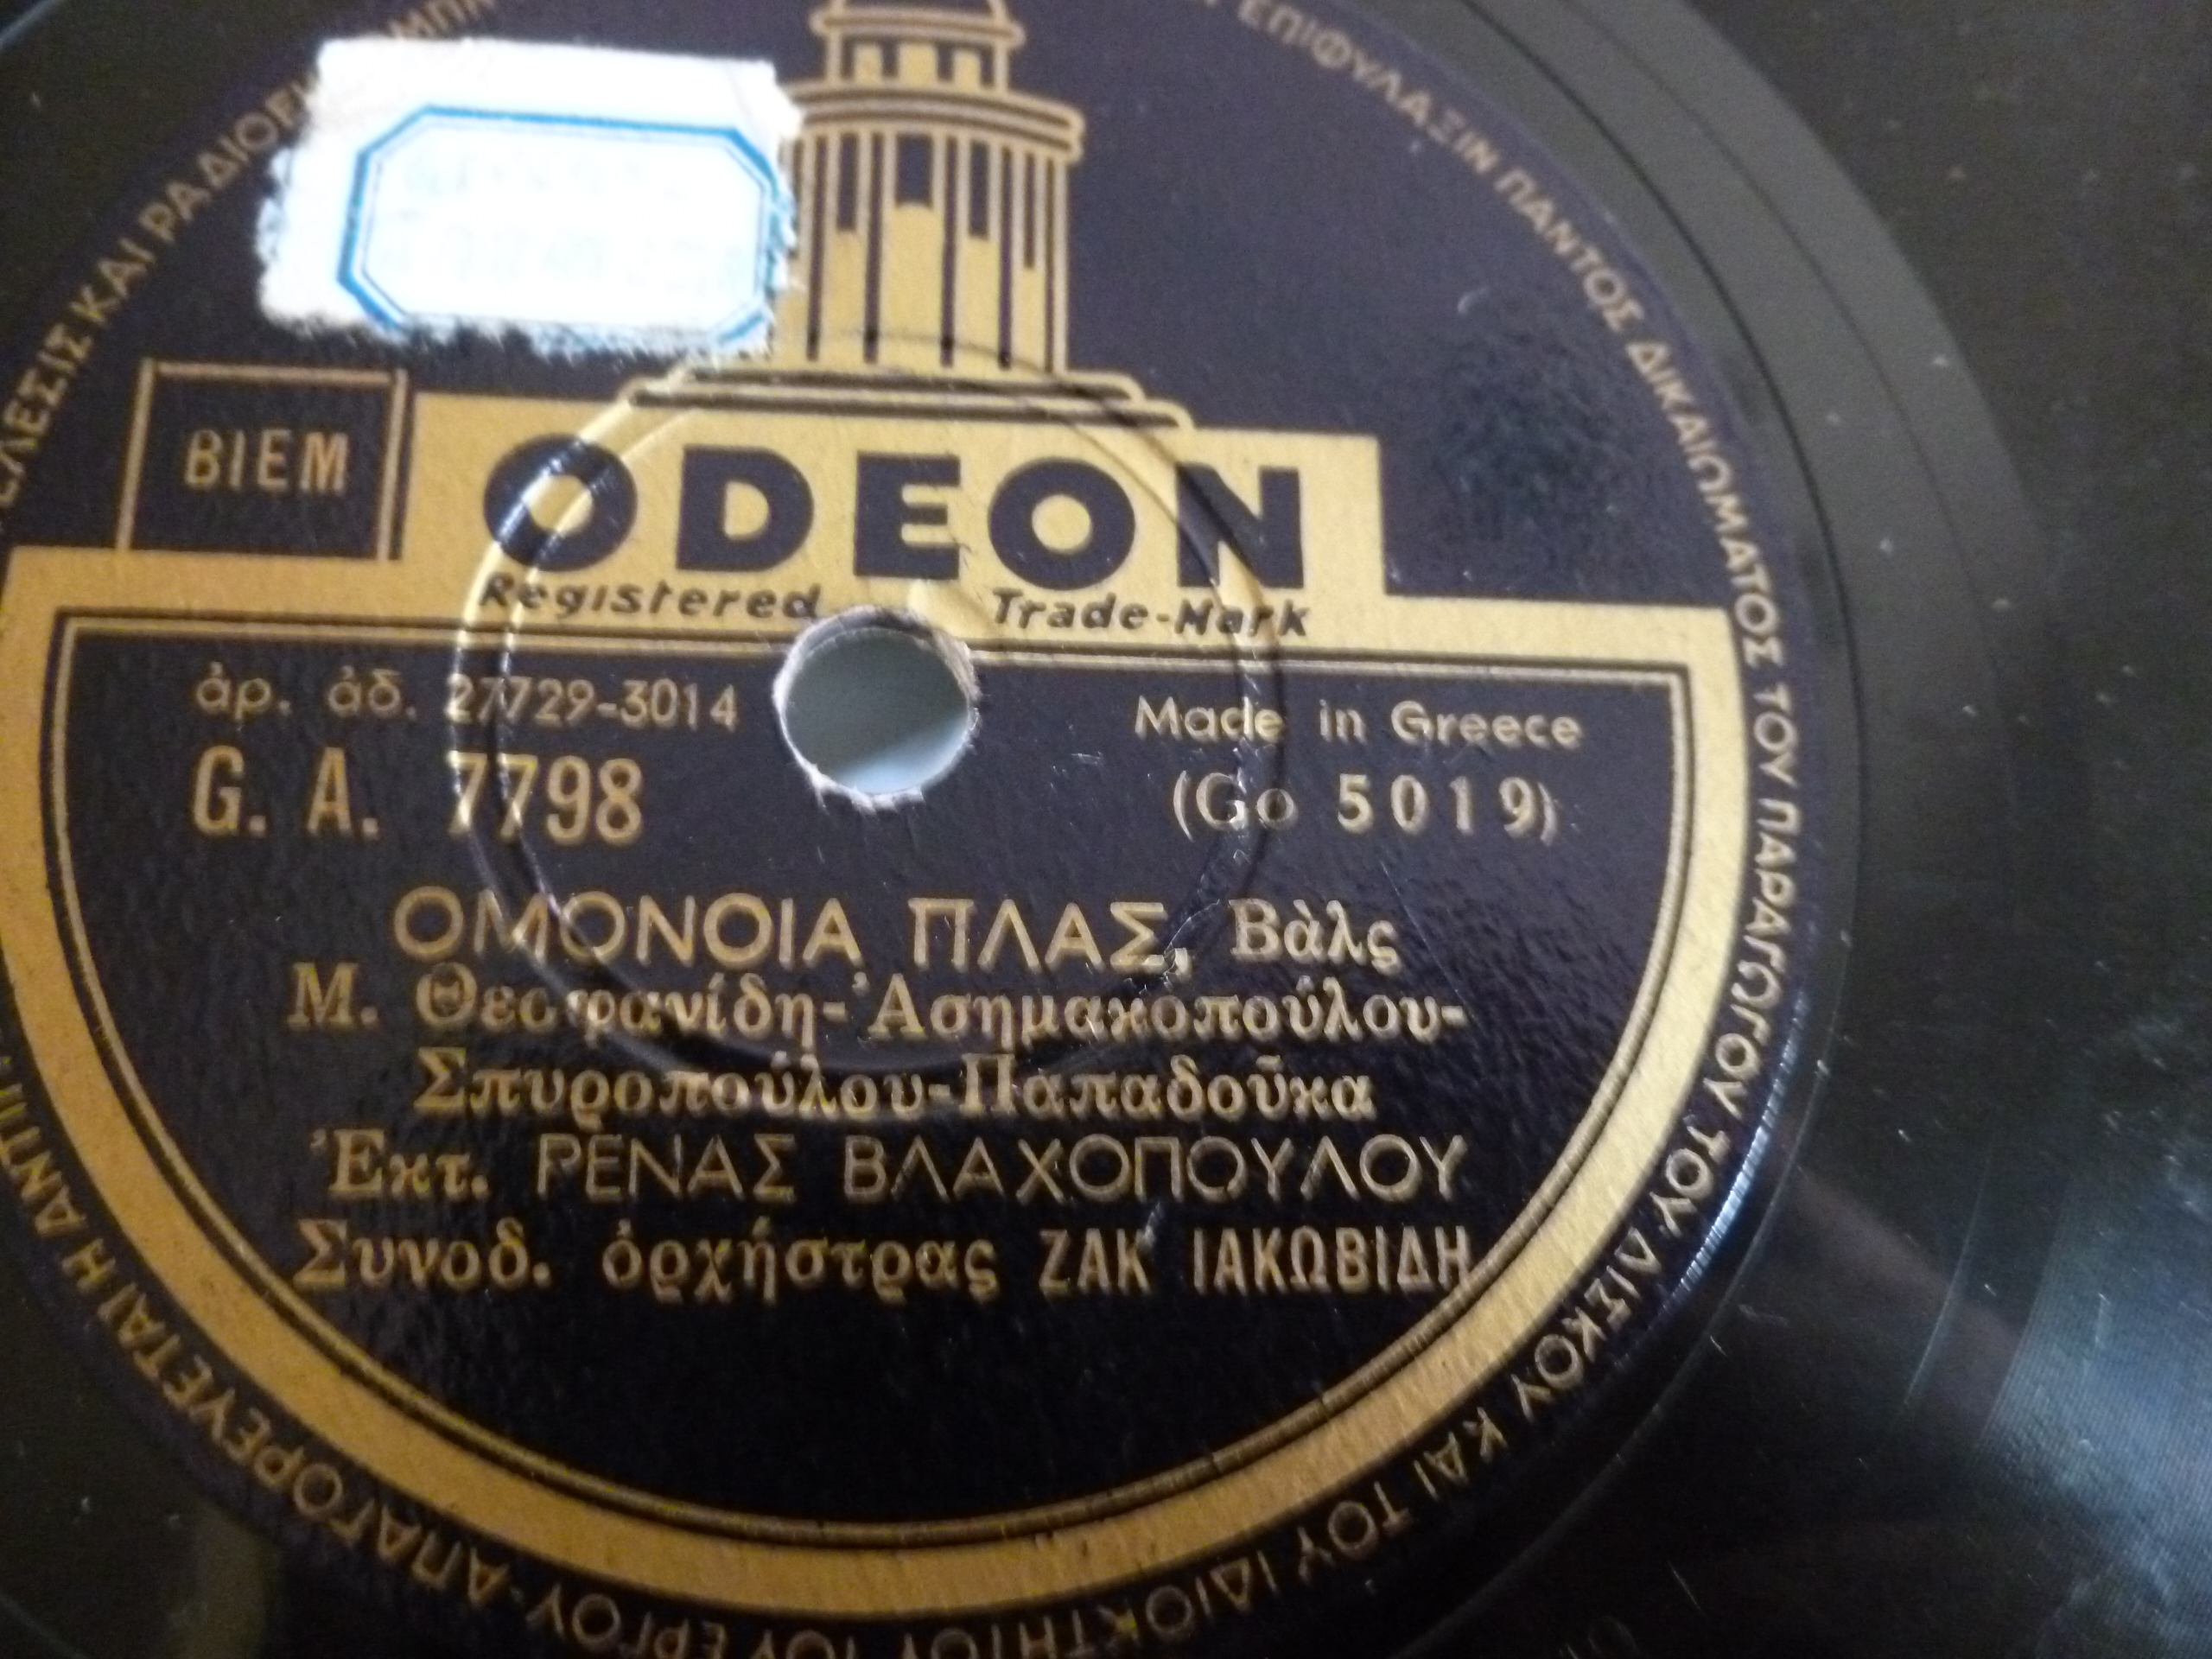 ΕΠΙΦΥΛΑΞΙΝ ΠΑΝΤΟΣ ΔΙΚΑΙΩΜΑΤΟΣ ΤΟΥ ΠΑΡΑΓΩΓΟΥ ΤΟΥ ΔΙΣΚΟΥ ΚΑΙ ΤΟΥ ΙΔΙΟΚΤΗΤΟΥ ΤΟΥ ΕΡΓΟΥ-ΑΠΑΓΟΡΕΥΕΤΑΙ Η
ΚΑΙ
BIEM
ODEON
Registered Trade-Mark
ἀρ. ἀδ. 27729-3014
Made in Greece
G. A. 7798
(Go 5019)
ΟΜΟΝΟΙΑ ΠΛΑΣ, Βὰλς
Μ. Θεοφανίδη-Ἀσημακοπούλου-
Σπυροπούλου-Παπαδοῦκα
Ἐκτ. ΡΕΝΑΣ ΒΛΑΧΟΠΟΥΛΟΥ
Συνοδ. ὀρχήστρας ΖΑΚ ΙΑΚΩΒΙΔΗ